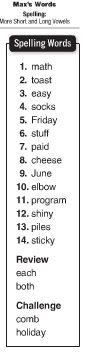 Max's Words
Spelling:
More Short and Long Vowels
Spelling Words
1. math
2. toast
3. easy
4. socks
5. Friday
6. stuff
7. paid
8. cheese
9. June
10. elbow
11. program
12. shiny
13. piles
14. sticky
Review
each
both
Challenge
comb
holiday